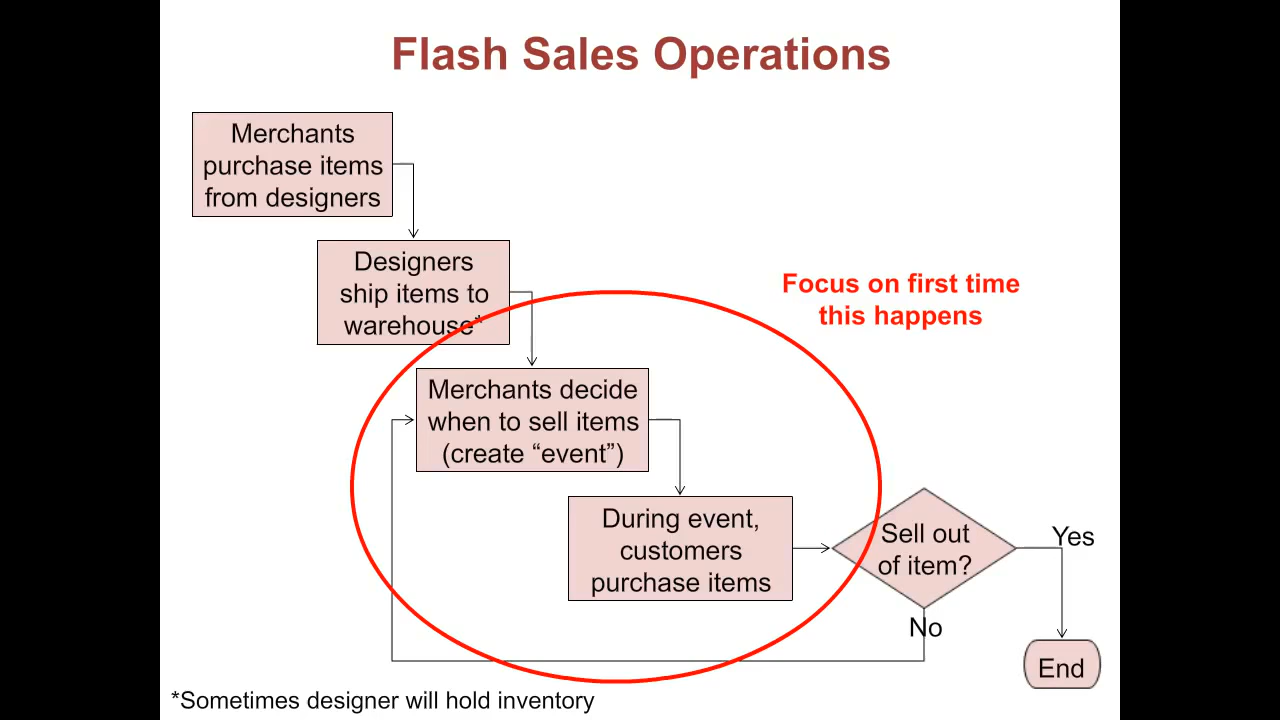 Flash Sales Operations
Merchants
purchase items
from designers
Designers
ship items to
warehouse*
Focus on first time
this happens
Merchants decide
when to sell items
(create “event”)
During event,
customers
purchase items
Sell out
of item?
Yes
No
End
*Sometimes designer will hold inventory